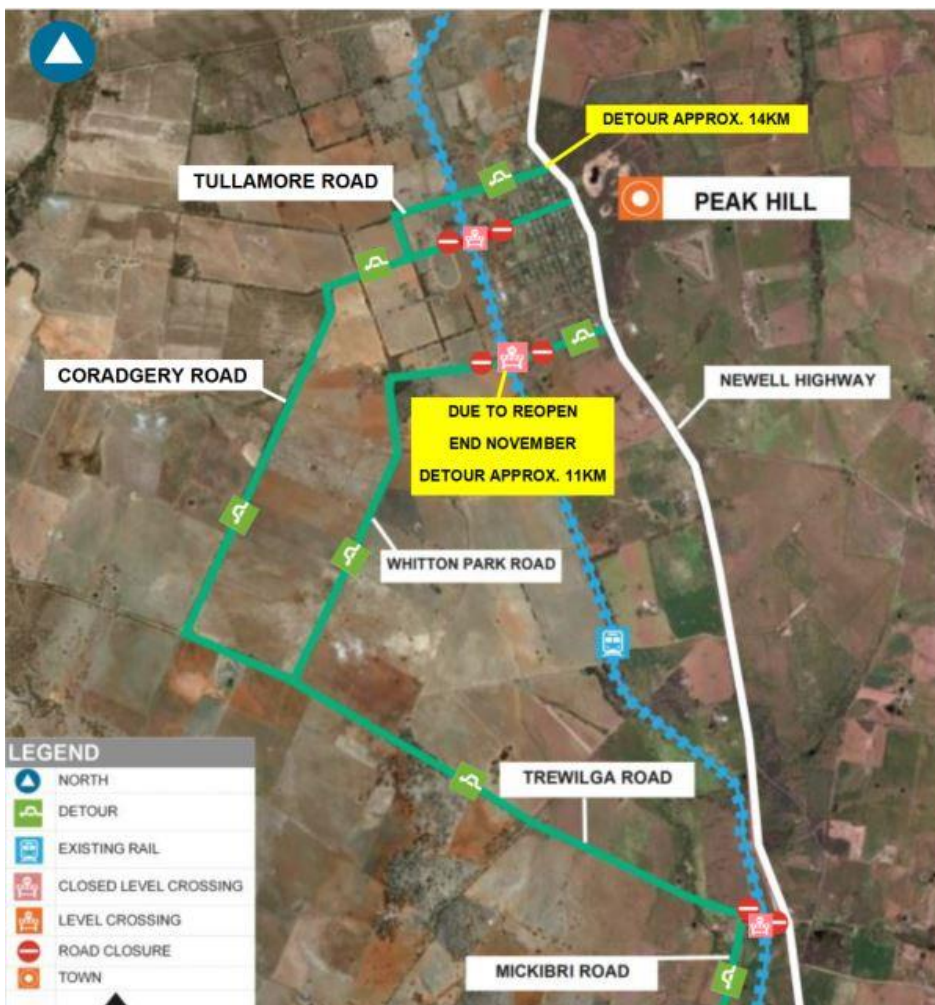 DETOUR APPROX. 14KM
TULLAMORE ROAD
PEAK HILL
CORADGERY ROAD
NEWELL HIGHWAY
DUE TO REOPEN
END NOVEMBER
DETOUR APPROX. 11KM
WHITTON PARK ROAD
TREWILGA ROAD
MICKIBRI ROAD
LEGEND
NORTH
DETOUR
EXISTING RAIL
CLOSED LEVEL CROSSING
LEVEL CROSSING
ROAD CLOSURE
TOWN